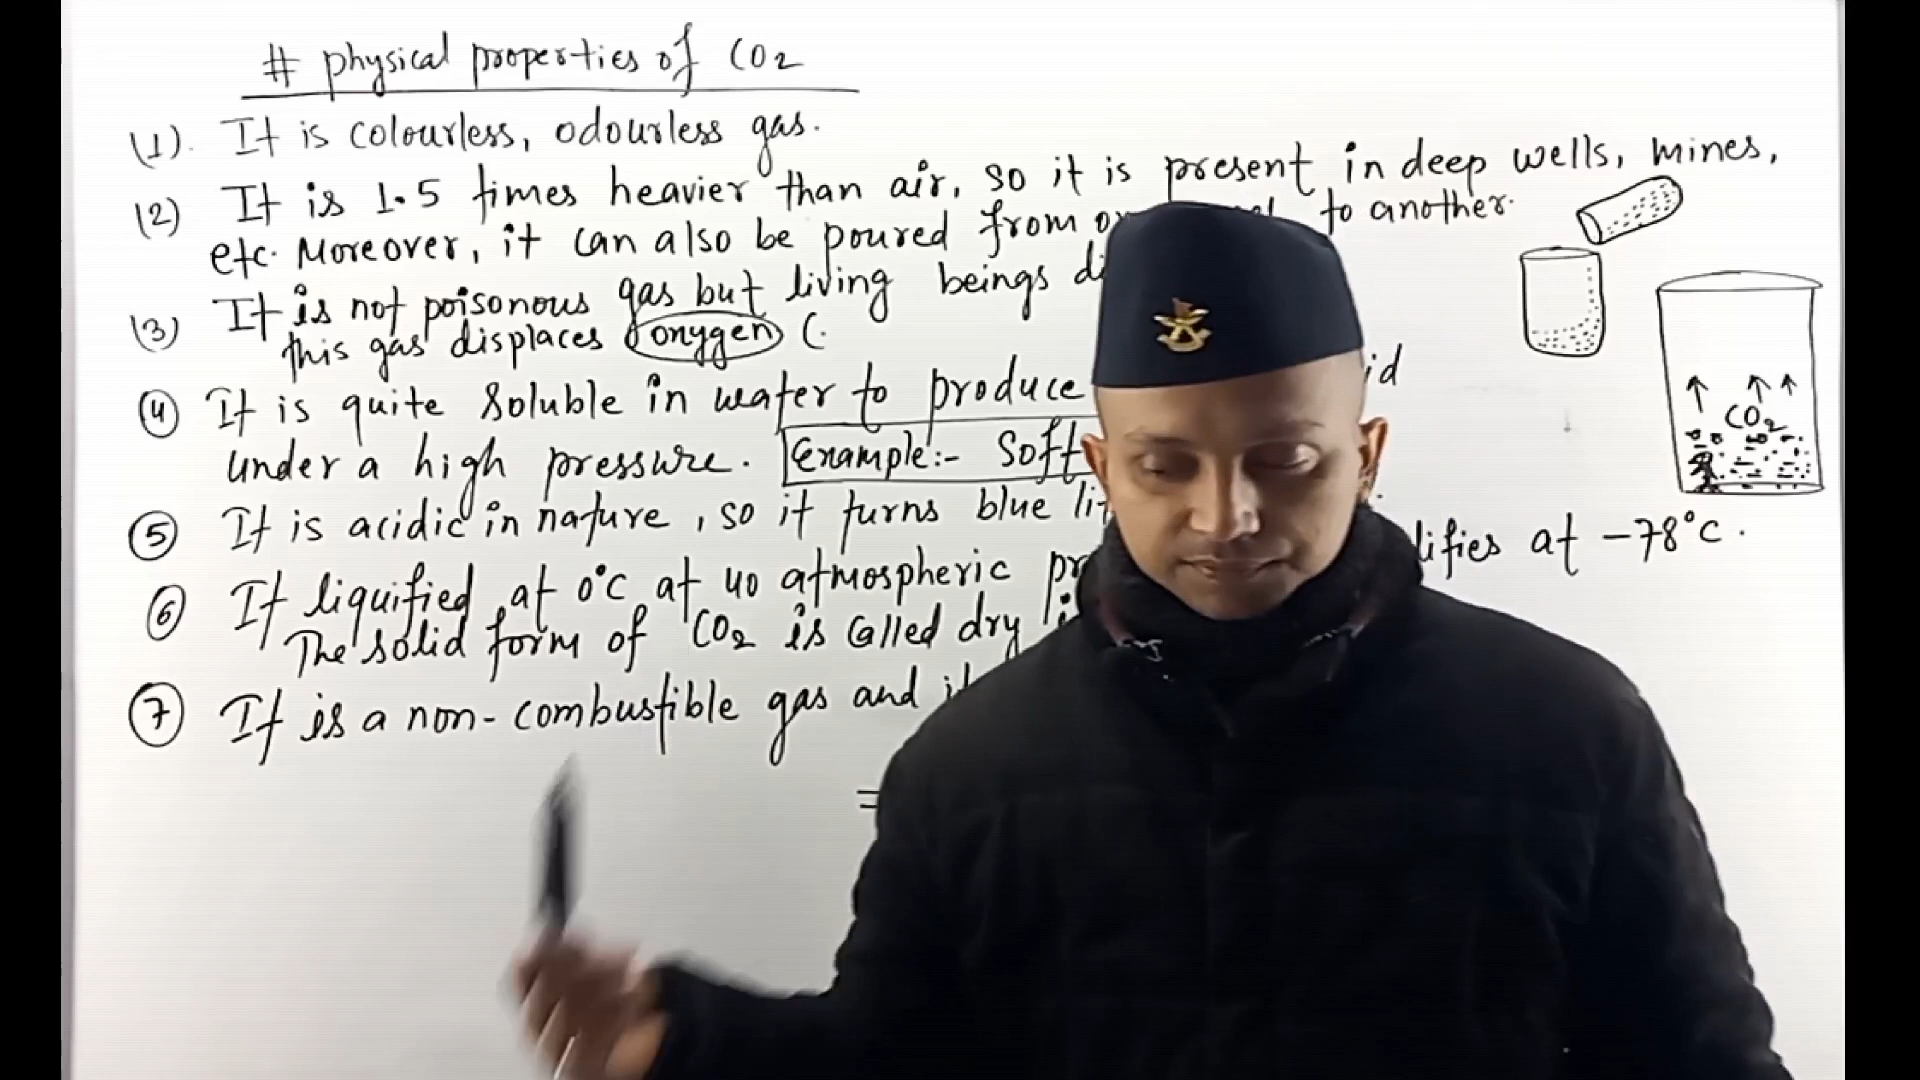 # physical properties of CO2
(1). It is colourless, odourless gas.
(2) It is 1.5 times heavier than air, so it is present in deep wells, mines,
etc. Moreover, it can also be poured from to another.
(3) It is not poisonous gas but living beings
this gas displaces oxygen (
(4) It is quite soluble in water to produce
under a high pressure. Example:- Soft
(5) It is acidic in nature, so it turns blue
(6) It liquified at 0°C at 40 atmospheric at -78°C.
The solid form of CO2 is called dry
(7) It is a non-combustible gas and
=
CO2